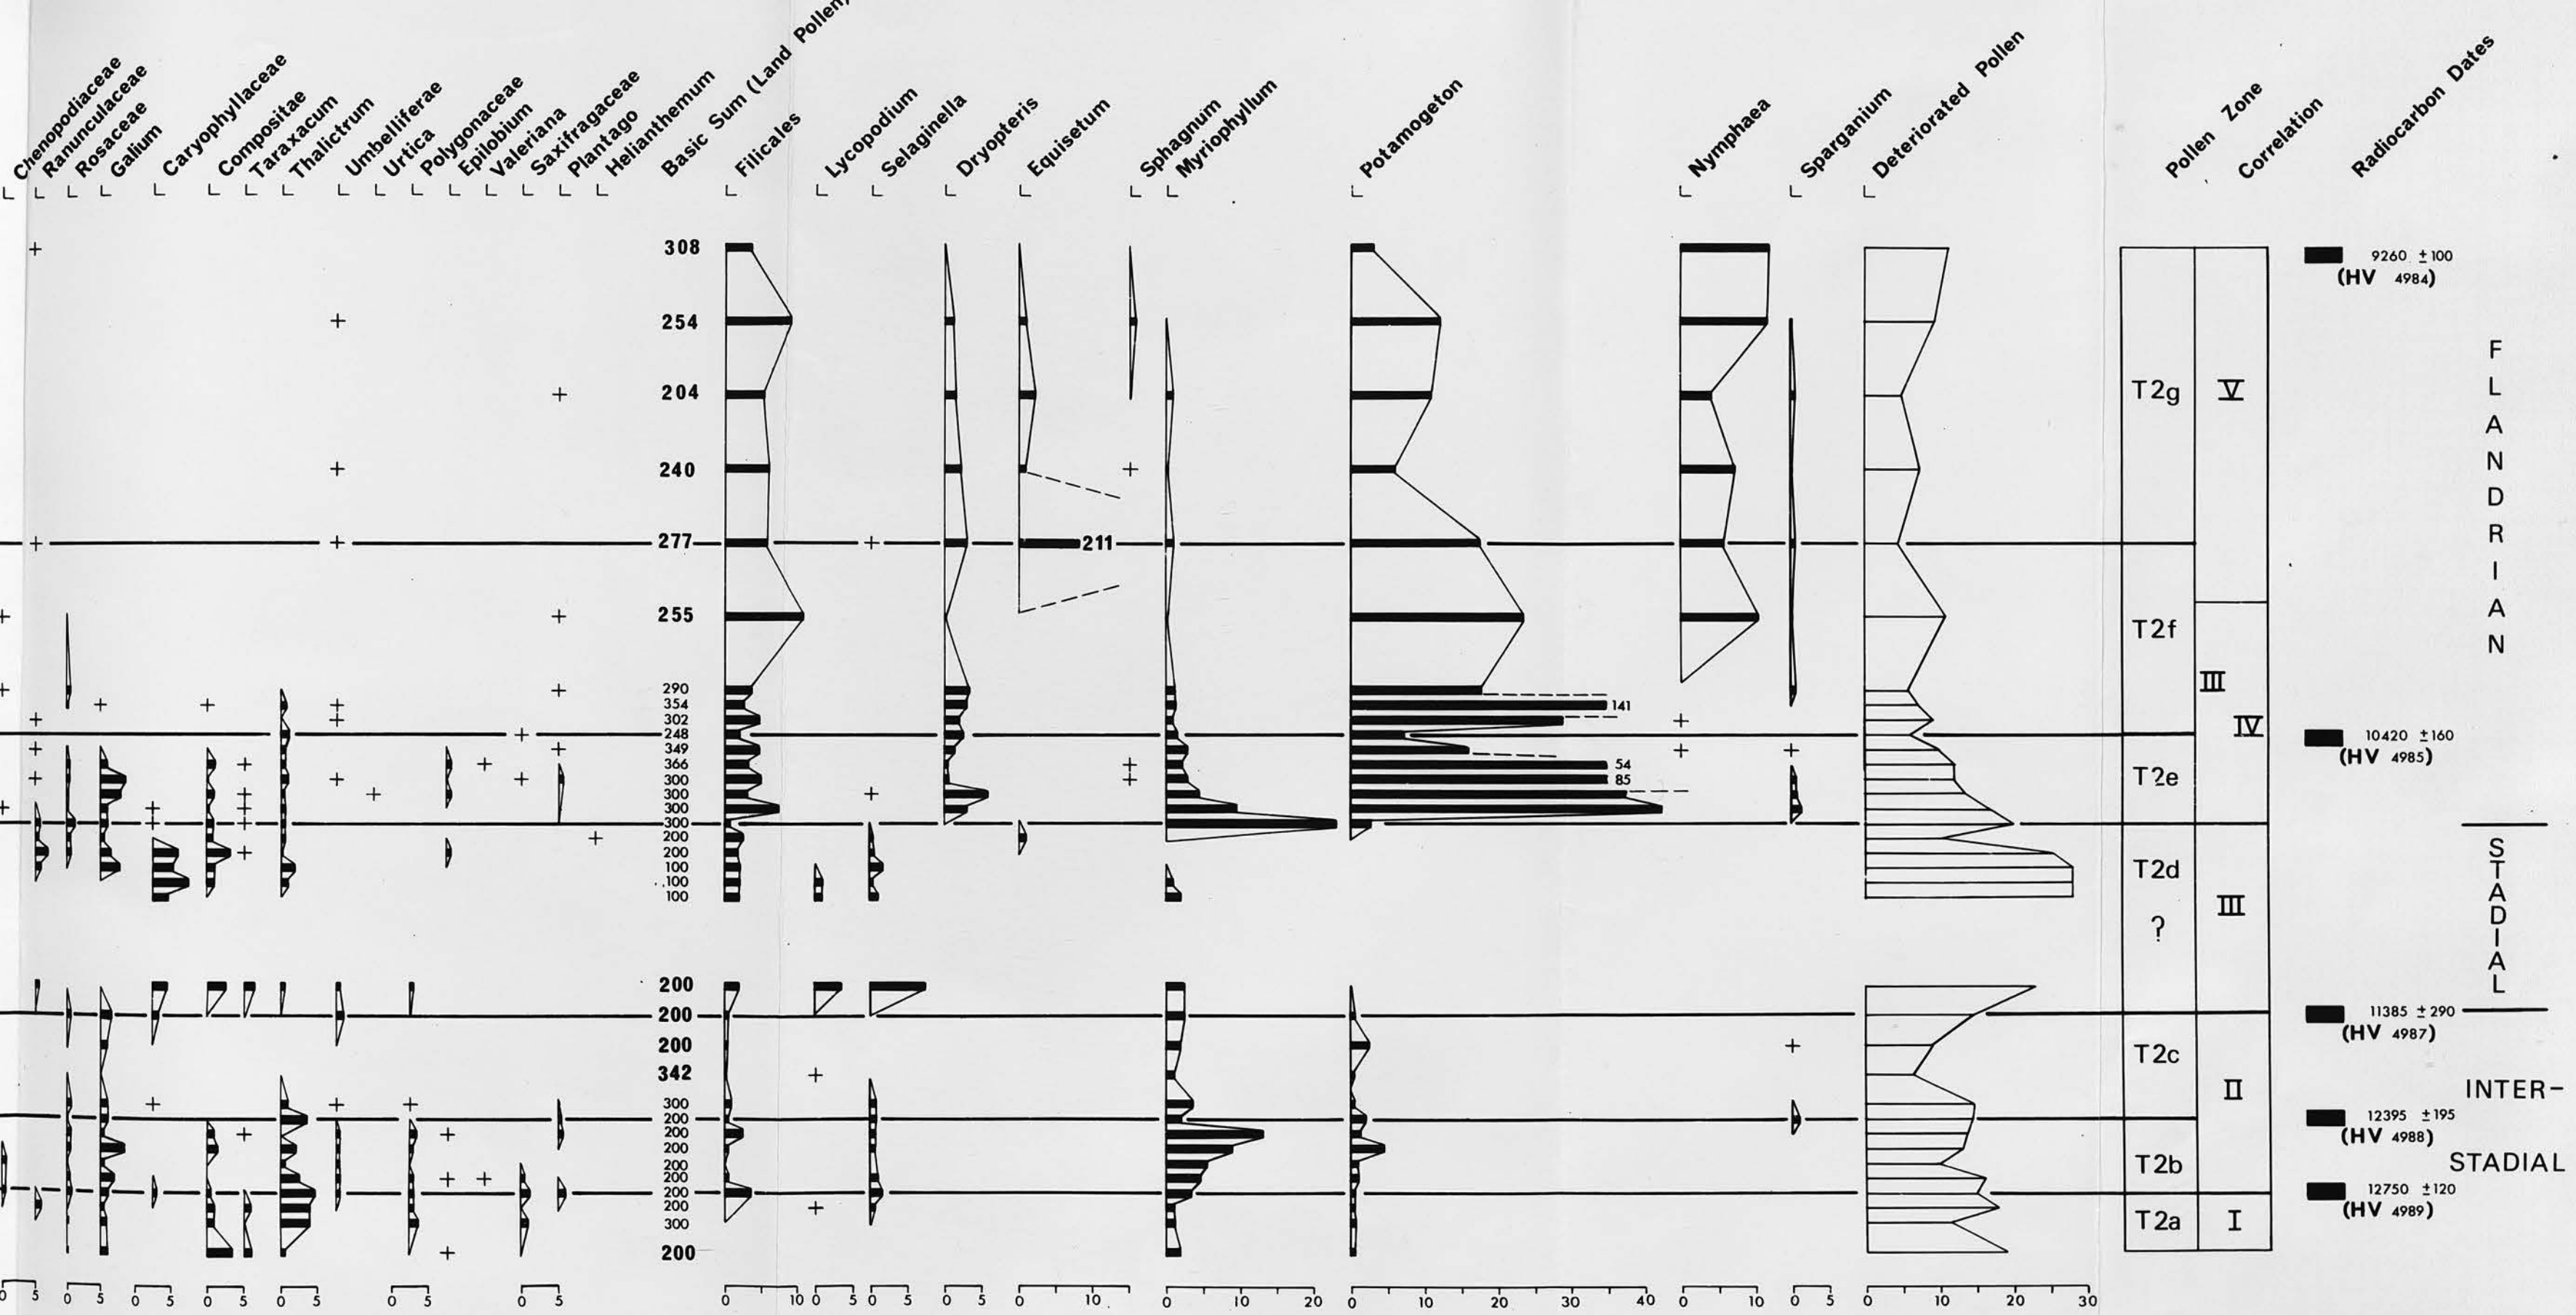 Chenopodiaceae
Ranunculaceae
Rosaceae
Galium
Caryophyllaceae
Compositae
Taraxacum
Thalictrum
Umbelliferae
Urtica
Polygonaceae
Epilobium
Valeriana
Saxifragaceae
Plantago
Helianthemum
Basic Sum (Land Pollen)
Filicales
Lycopodium
Selaginella
Dryopteris
Equisetum
Sphagnum
Myriophyllum
Potamogeton
Nymphaea
Sparganium
Deteriorated Pollen
Pollen Zone
Correlation
Radiocarbon Dates
308
9260 ±100
(HV 4984)
254
204
T2g
V
240
277
211
255
T2f
FLANDRIAN
290
III
354
141
302
IV
248
10420 ±160
(HV 4985)
349
366
54
300
85
T2e
300
300
300
200
200
100
T2d
100
100
III
?
STADIAL
200
200
11385 ±290
(HV 4987)
200
T2c
342
II
INTER-
300
200
12395 ±195
(HV 4988)
200
200
200
T2b
STADIAL
200
200
12750 ±120
(HV 4989)
200
300
T2a
I
200
0 5 0 5 0 5 0 5 0 5 0 5 0 5 0 10 0 5 0 5 0 5 0 10 0 10 20 0 10 20 30 40 0 10 0 5 0 10 20 30